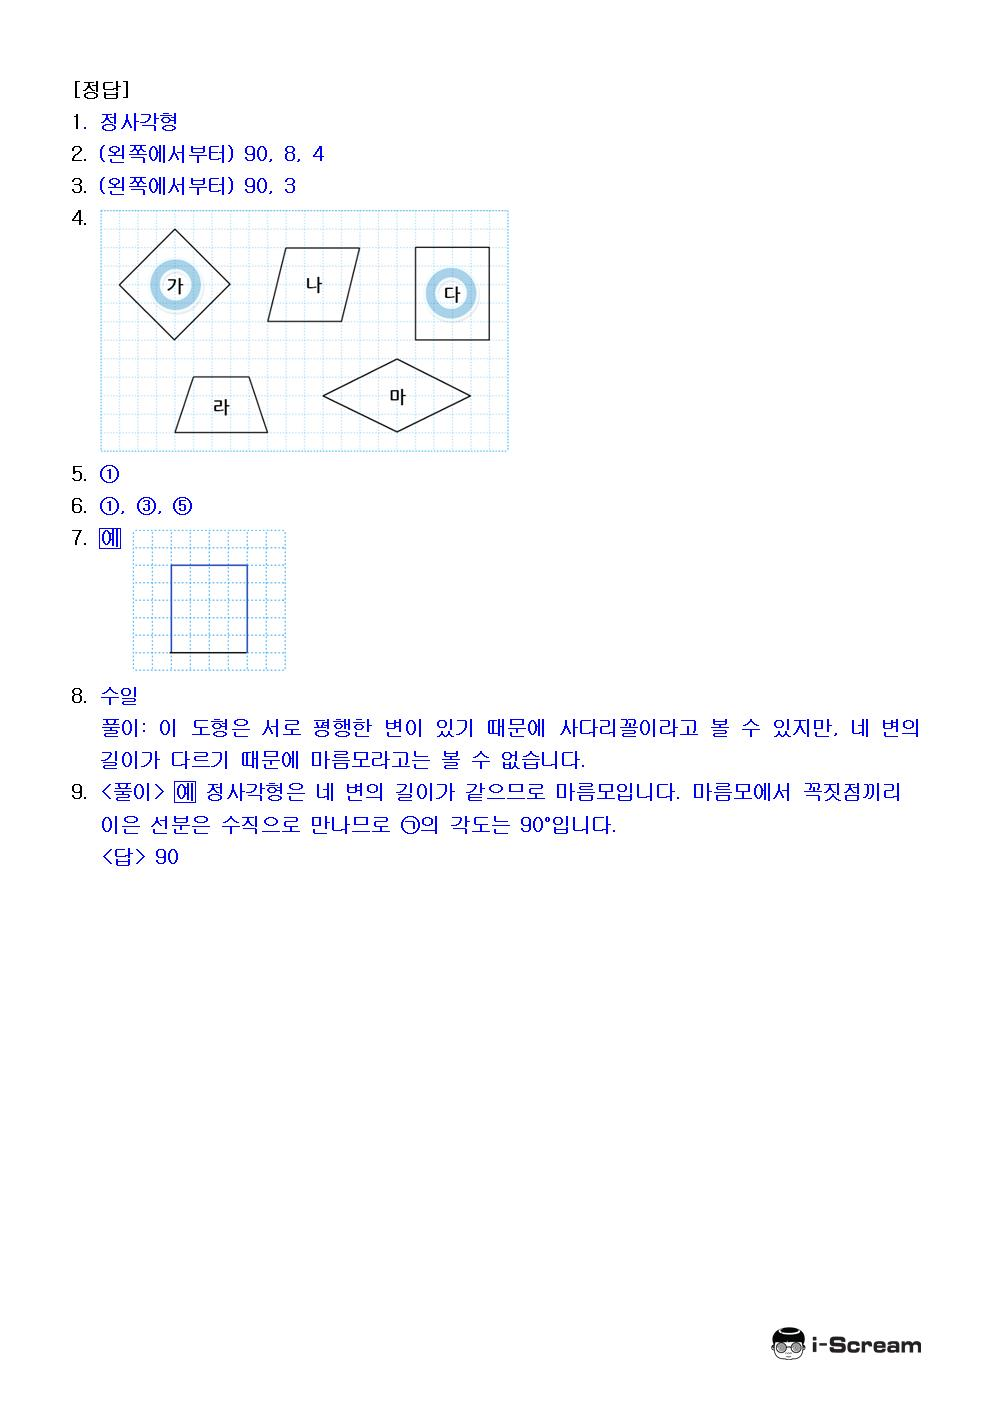 [정답]
1. 정사각형
2. (왼쪽에서부터) 90, 8, 4
3. (왼쪽에서부터) 90, 3
4.
가 나 다
라 마
5. ①
6. ①, ③, ⑤
7. 예
8. 수일
풀이: 이 도형은 서로 평행한 변이 있기 때문에 사다리꼴이라고 볼 수 있지만, 네 변의
길이가 다르기 때문에 마름모라고는 볼 수 없습니다.
9. <풀이> 예 정사각형은 네 변의 길이가 같으므로 마름모입니다. 마름모에서 꼭짓점끼리
이은 선분은 수직으로 만나므로 ㉠의 각도는 90°입니다.
<답> 90
i-Scream